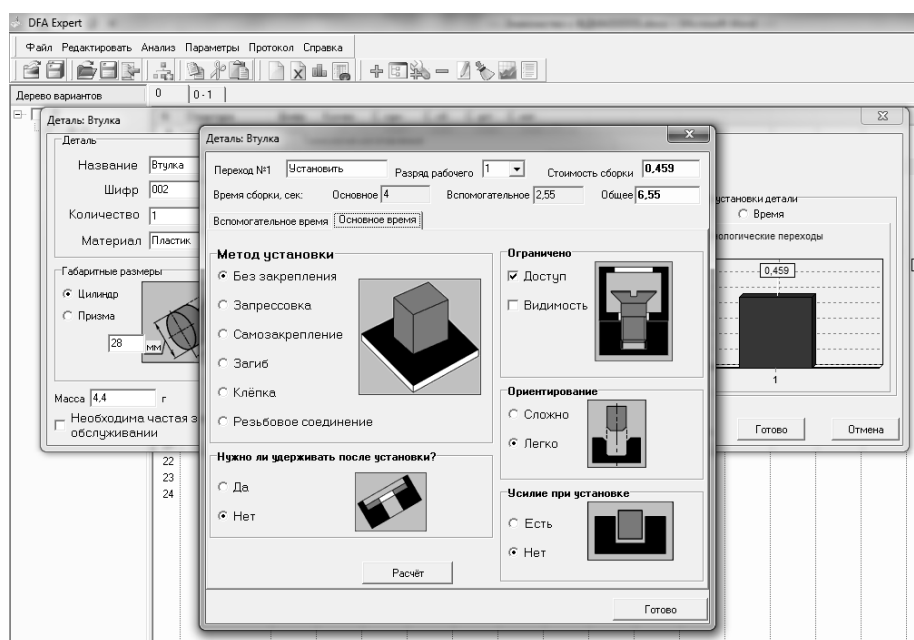 DFA Expert
Файл Редактировать Анализ Параметры Протокол Справка
Дерево вариантов
0
0 - 1
Деталь: Втулка
Деталь
Название Втулка
Шифр 002
Количество 1
Материал Пластик
Габаритные размеры
Цилиндр
Призма
28 мм
Масса 4,4 г
Необходима частая з
обслуживании
22
23
24
Деталь: Втулка
Переход №1 Установить Разряд рабочего 1 Стоимость сборки 0,459
Время сборки, сек: Основное 4 Вспомогательное 2,55 Общее 6,55
Вспомогательное время Основное время
Метод установки
Без закрепления
Запрессовка
Самозакрепление
Загиб
Клёпка
Резьбовое соединение
Нужно ли удерживать после установки?
Да
Нет
Расчёт
Ограничено
Доступ
Видимость
Ориентирование
Сложно
Легко
Усилие при установке
Есть
Нет
Готово
установки детали
Время
ологические переходы
0,459
1
Готово Отмена